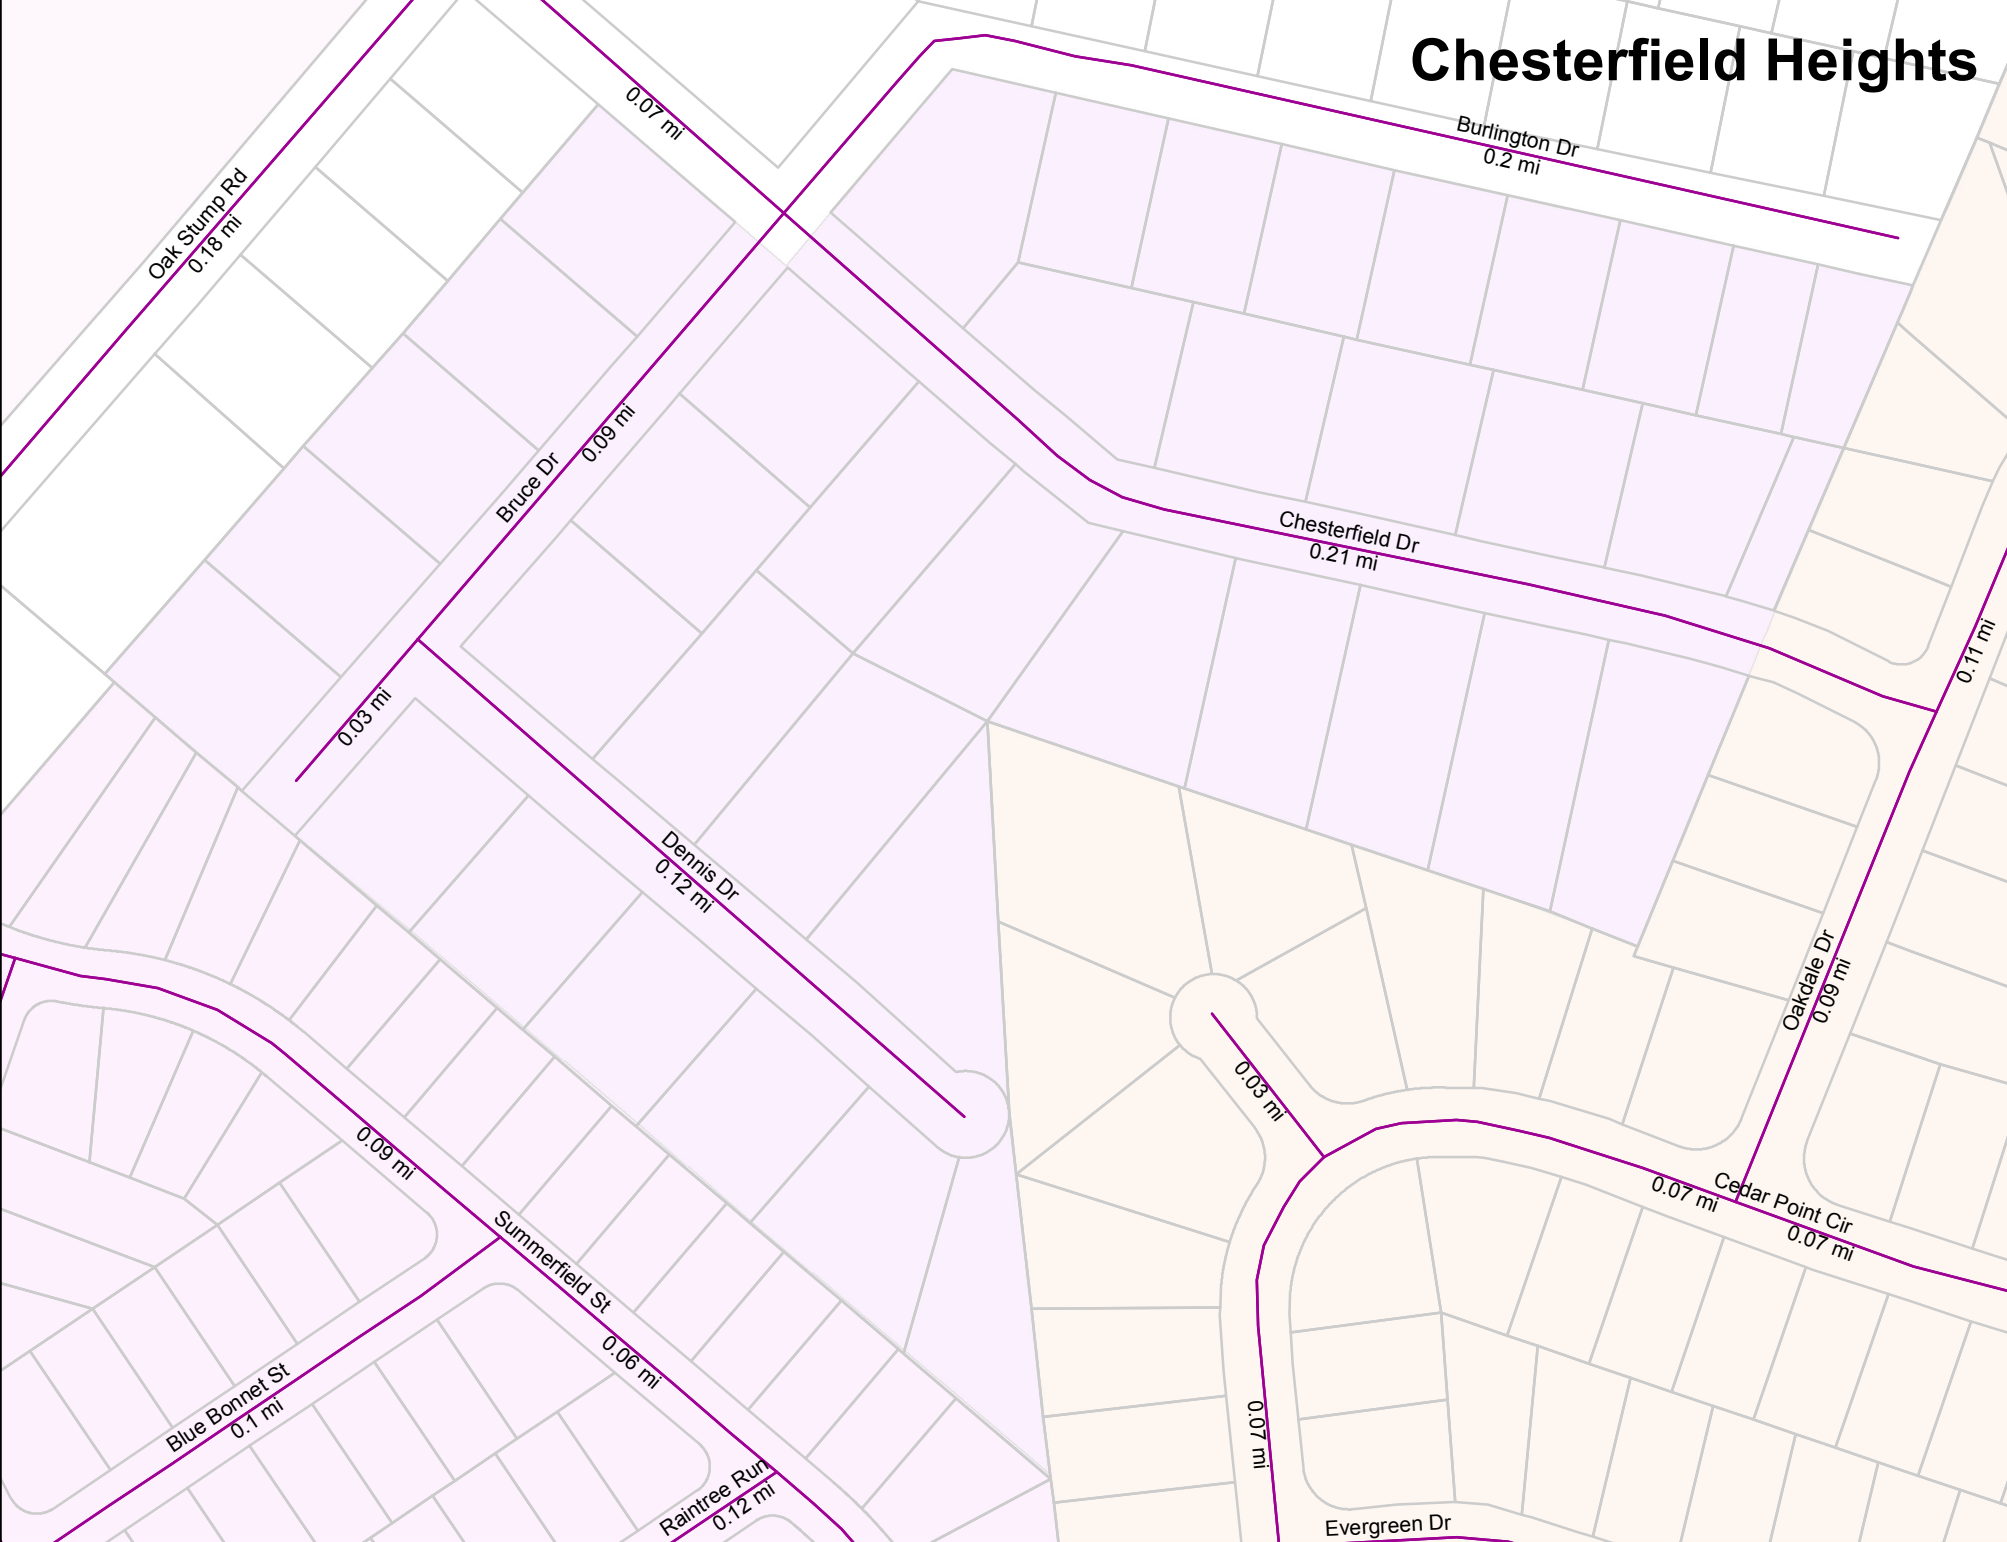 Chesterfield Heights
0.07 mi
Burlington Dr
0.2 mi
Oak Stump Rd
0.18 mi
0.09 mi
Bruce Dr
Chesterfield Dr
0.21 mi
0.11 mi
0.03 mi
Dennis Dr
0.12 mi
Oakdale Dr
0.09 mi
0.03 mi
0.09 mi
Cedar Point Cir
0.07 mi
0.07 mi
Summerfield St
0.06 mi
Blue Bonnet St
0.1 mi
0.07 mi
Raintree Run
0.12 mi
Evergreen Dr